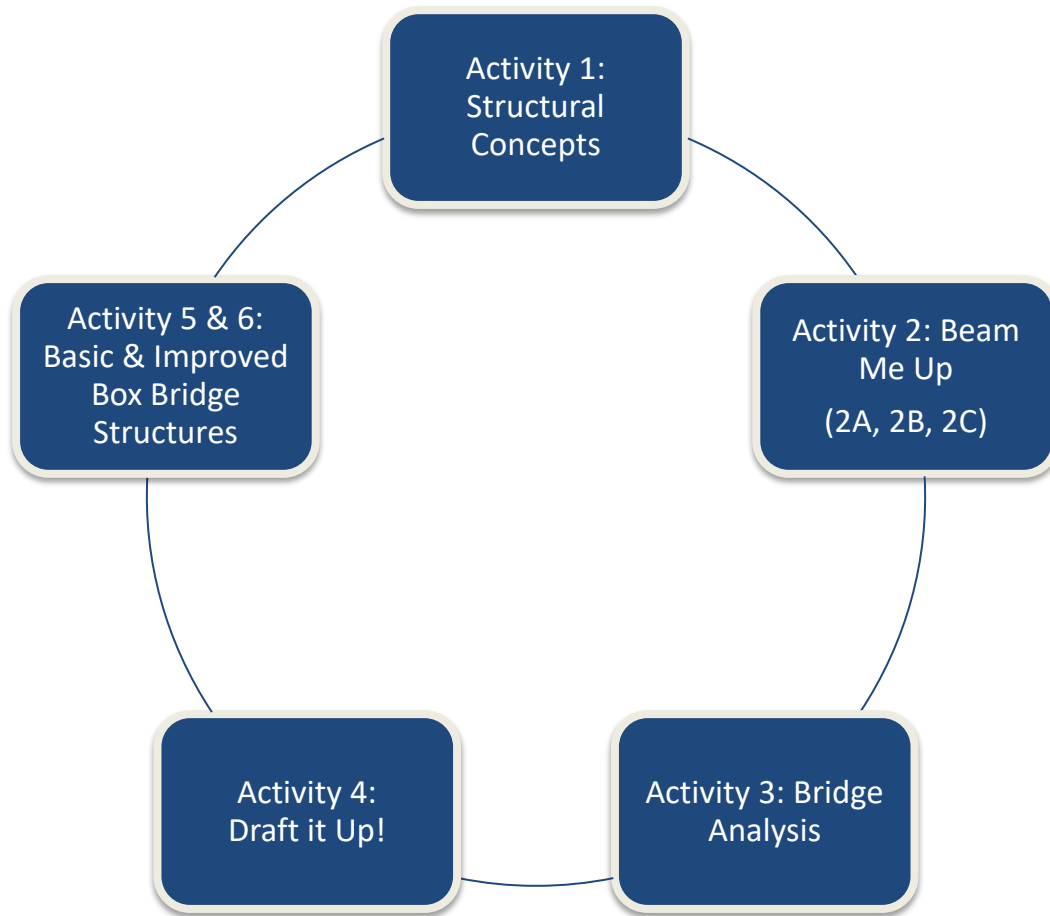 Activity 1:
Structural
Concepts
Activity 2: Beam
Me Up
(2A, 2B, 2C)
Activity 3: Bridge
Analysis
Activity 4:
Draft it Up!
Activity 5 & 6:
Basic & Improved
Box Bridge
Structures